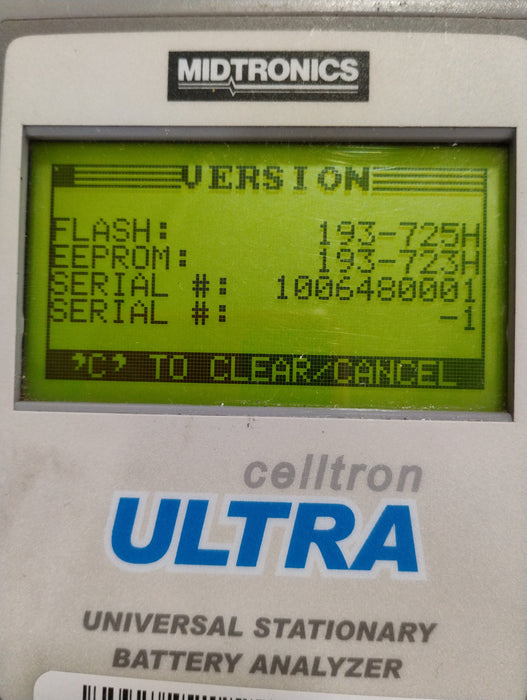 MIDTRONICS
VERSION
FLASH: 193-725H
EEPROM: 193-723H
SERIAL #: 1006480001
SERIAL #: -1
'C' TO CLEAR/CANCEL
celltron
ULTRA
UNIVERSAL STATIONARY
BATTERY ANALYZER